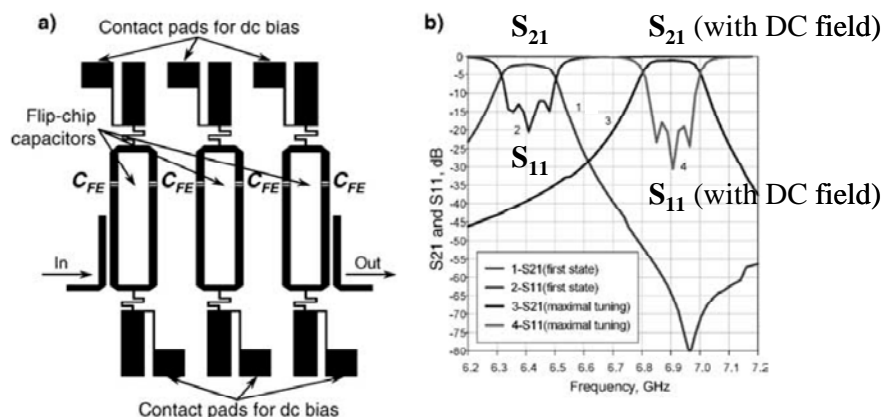 a)
Contact pads for dc bias
Flip-chip
capacitors
C_FE C_FE C_FE C_FE
In
Out
Contact pads for dc bias
b)
S21
S21 (with DC field)
S21 and S11, dB
0
-5
-10
-15
-20
-25
-30
-35
-40
-45
-50
-55
-60
-65
-70
-75
-80
1
2
3
4
S11
S11 (with DC field)
1-S21(first state)
2-S11(first state)
3-S21(maximal tuning)
4-S11(maximal tuning)
6.2 6.3 6.4 6.5 6.6 6.7 6.8 6.9 7.0 7.1 7.2
Frequency, GHz